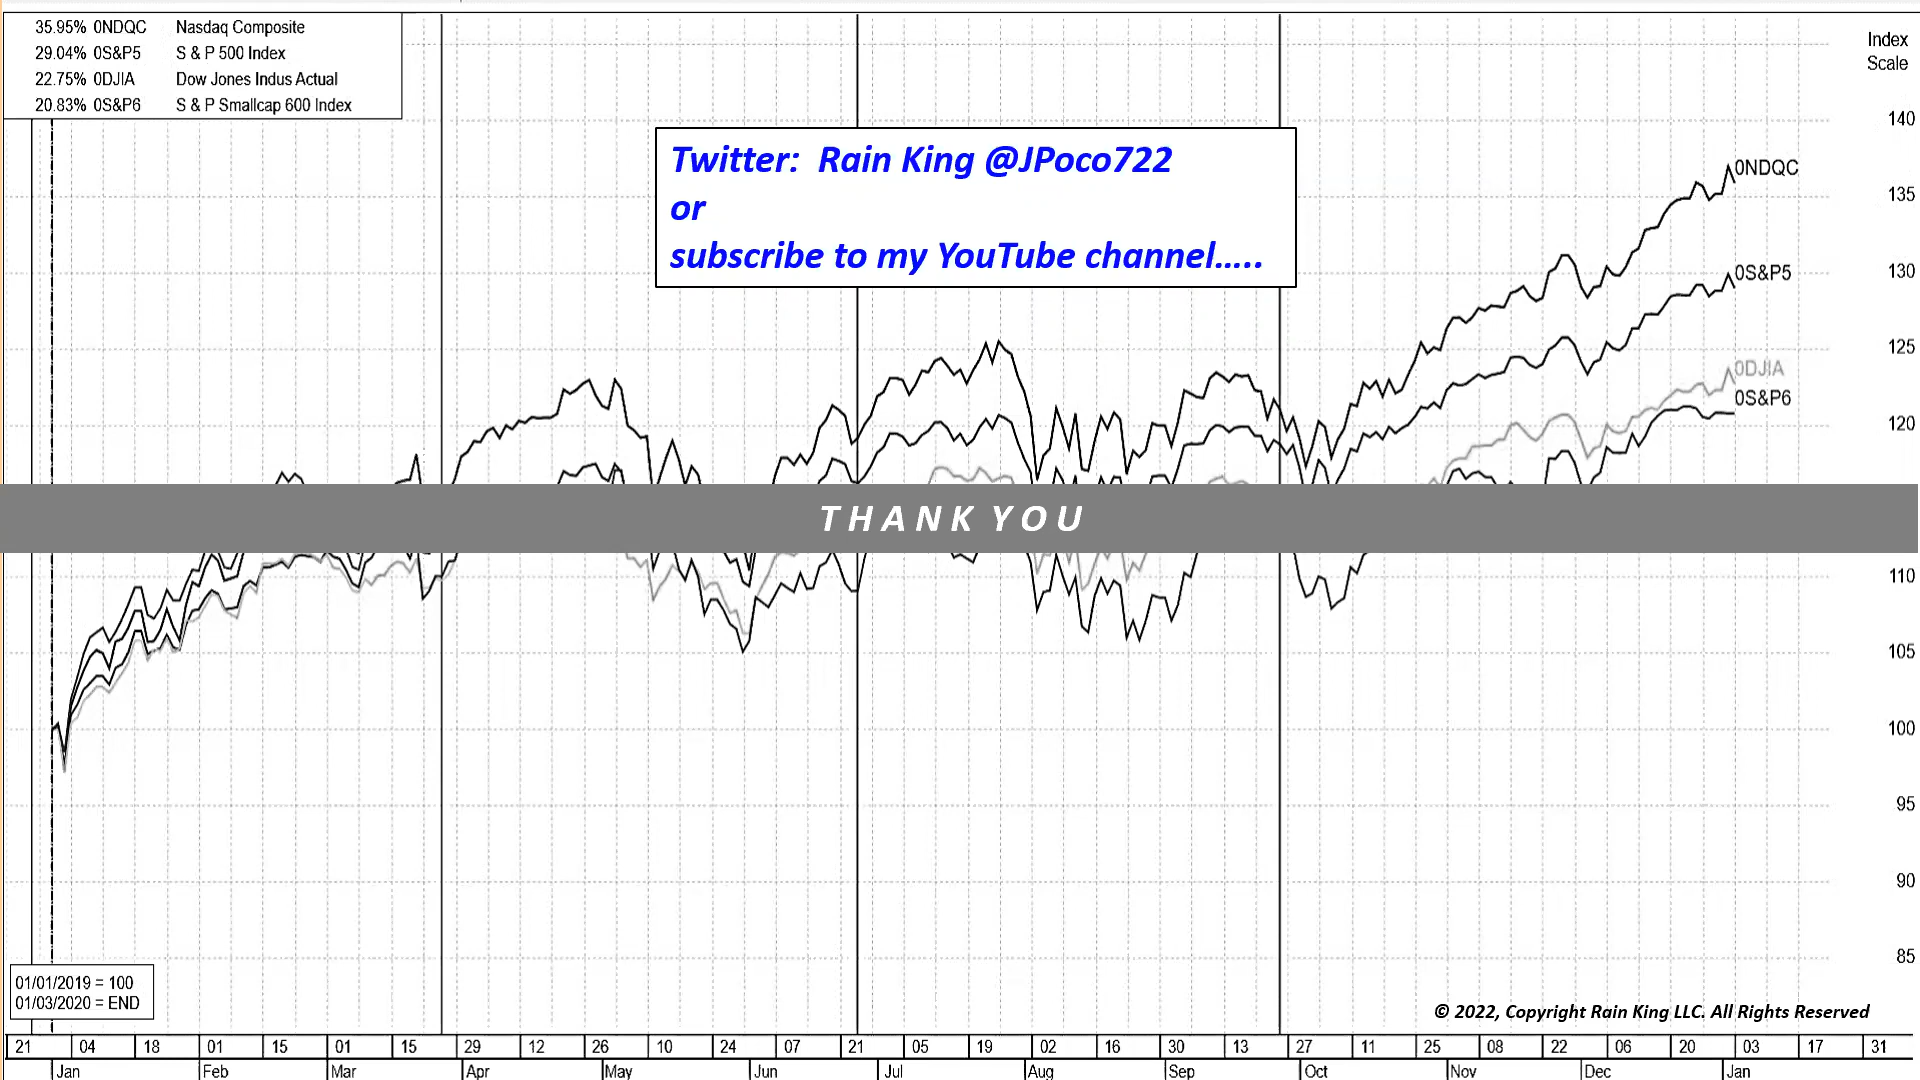 35.95% 0NDQC Nasdaq Composite
29.04% 0S&P5 S & P 500 Index
22.75% 0DJIA Dow Jones Indus Actual
20.83% 0S&P6 S & P Smallcap 600 Index
Index
Scale
140
Twitter: Rain King @JPoco722
or
subscribe to my YouTube channel.....
0NDQC
135
0S&P5
130
125
0DJIA
0S&P6
120
THANK YOU
110
105
100
95
90
85
01/01/2019 = 100
01/03/2020 = END
© 2022, Copyright Rain King LLC. All Rights Reserved
21 04 18 01 15 01 15 29 12 26 10 24 07 21 05 19 02 16 30 13 27 11 25 08 22 06 20 03 17 31
Jan Feb Mar Apr May Jun Jul Aug Sep Oct Nov Dec Jan